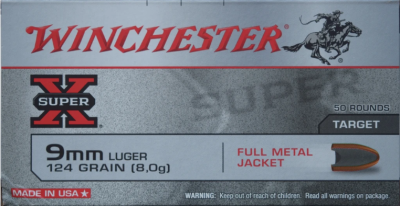 WINCHESTER
X
SUPER
SUPER
50 ROUNDS
TARGET
9mm LUGER
124 GRAIN (8,0g)
FULL METAL
JACKET
MADE IN USA★
WARNING: Keep out of reach of children. Read all warnings on package.